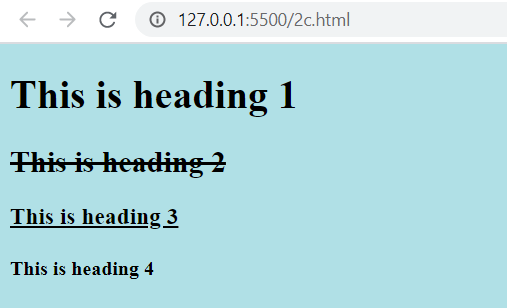 127.0.0.1:5500/2c.html
This is heading 1
This is heading 2
This is heading 3
This is heading 4